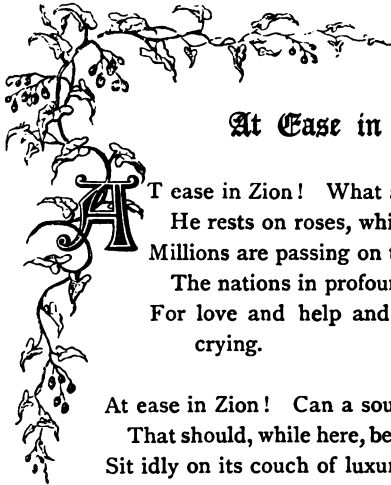 At Ease in
AT ease in Zion! What
He rests on roses, whi
Millions are passing on
The nations in profou
For love and help and
crying.
At ease in Zion! Can a sou
That should, while here, be
Sit idly on its couch of luxur